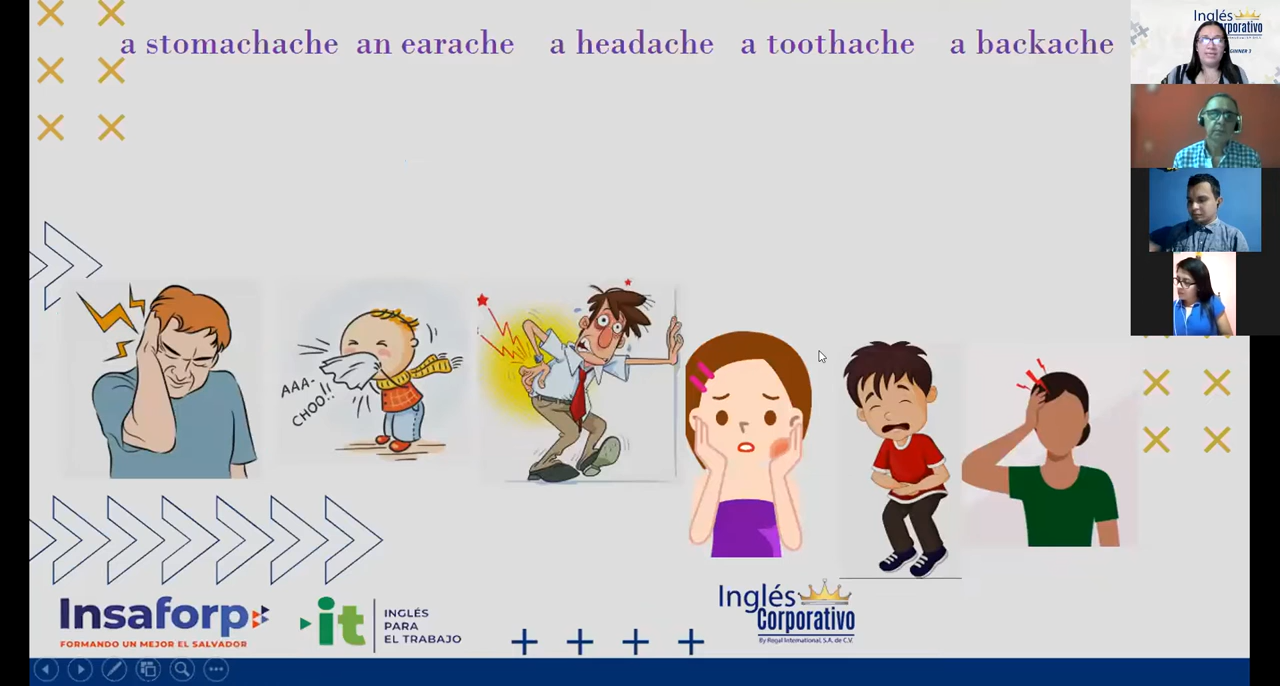 a stomachache an earache a headache a toothache a backache
Inglés
Corporativo
AAA-
CHOO!!
Insaforp
FORMANDO UN MEJOR EL SALVADOR
it
INGLÉS
PARA
EL TRABAJO
Inglés
Corporativo
By Regal International, S.A. de C.V.